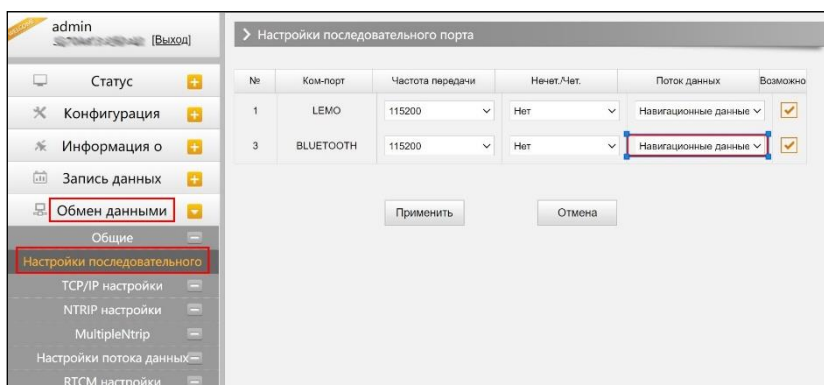 admin
[Выход]
Статус
Конфигурация
Информация о
Запись данных
Обмен данными
Общие
Настройки последовательного
TCP/IP настройки
NTRIP настройки
MultipleNtrip
Настройки потока данных
RTCM настройки
Настройки последовательного порта
№ Ком-порт Частота передачи Нечет./Чет. Поток данных Возможно
1 LEMO 115200 Нет Навигационные данные
3 BLUETOOTH 115200 Нет Навигационные данные
Применить Отмена